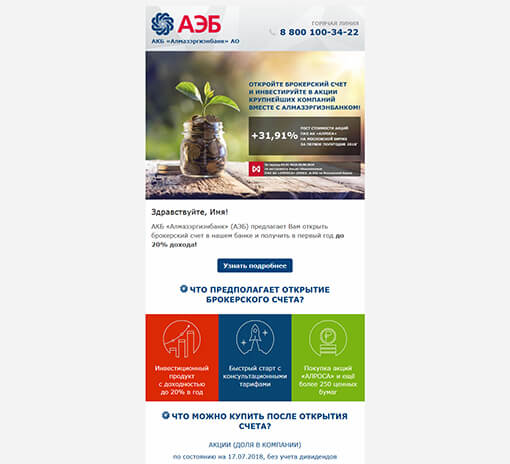 АЭБ
АКБ «Алмазэргиэнбанк» АО
ГОРЯЧАЯ ЛИНИЯ
8 800 100-34-22
ОТКРОЙТЕ БРОКЕРСКИЙ СЧЕТ
И ИНВЕСТИРУЙТЕ В АКЦИИ
КРУПНЕЙШИХ КОМПАНИЙ
ВМЕСТЕ С АЛМАЗЭРГИЭНБАНКОМ!
+31,91%
РОСТ СТОИМОСТИ АКЦИЙ
ПАО АК «АЛРОСА»
НА МОСКОВСКОЙ БИРЖЕ
ЗА ПЕРВОЕ ПОЛУГОДИЕ 2018
Здравствуйте, Имя!
АКБ «Алмазэргиэнбанк» (АЭБ) предлагает Вам открыть
брокерский счет в нашем банке и получить в первый год до
20% дохода!
Узнать подробнее
ЧТО ПРЕДПОЛАГАЕТ ОТКРЫТИЕ
БРОКЕРСКОГО СЧЕТА?
Инвестиционный
продукт
с доходностью
до 20% в год
Быстрый старт с
консультационными
тарифами
Покупка акций
«АЛРОСА» и ещё
более 250 ценных
бумаг
ЧТО МОЖНО КУПИТЬ ПОСЛЕ ОТКРЫТИЯ
СЧЕТА?
АКЦИИ (ДОЛЯ В КОМПАНИИ)
по состоянию на 17.07.2018, без учета дивидендов